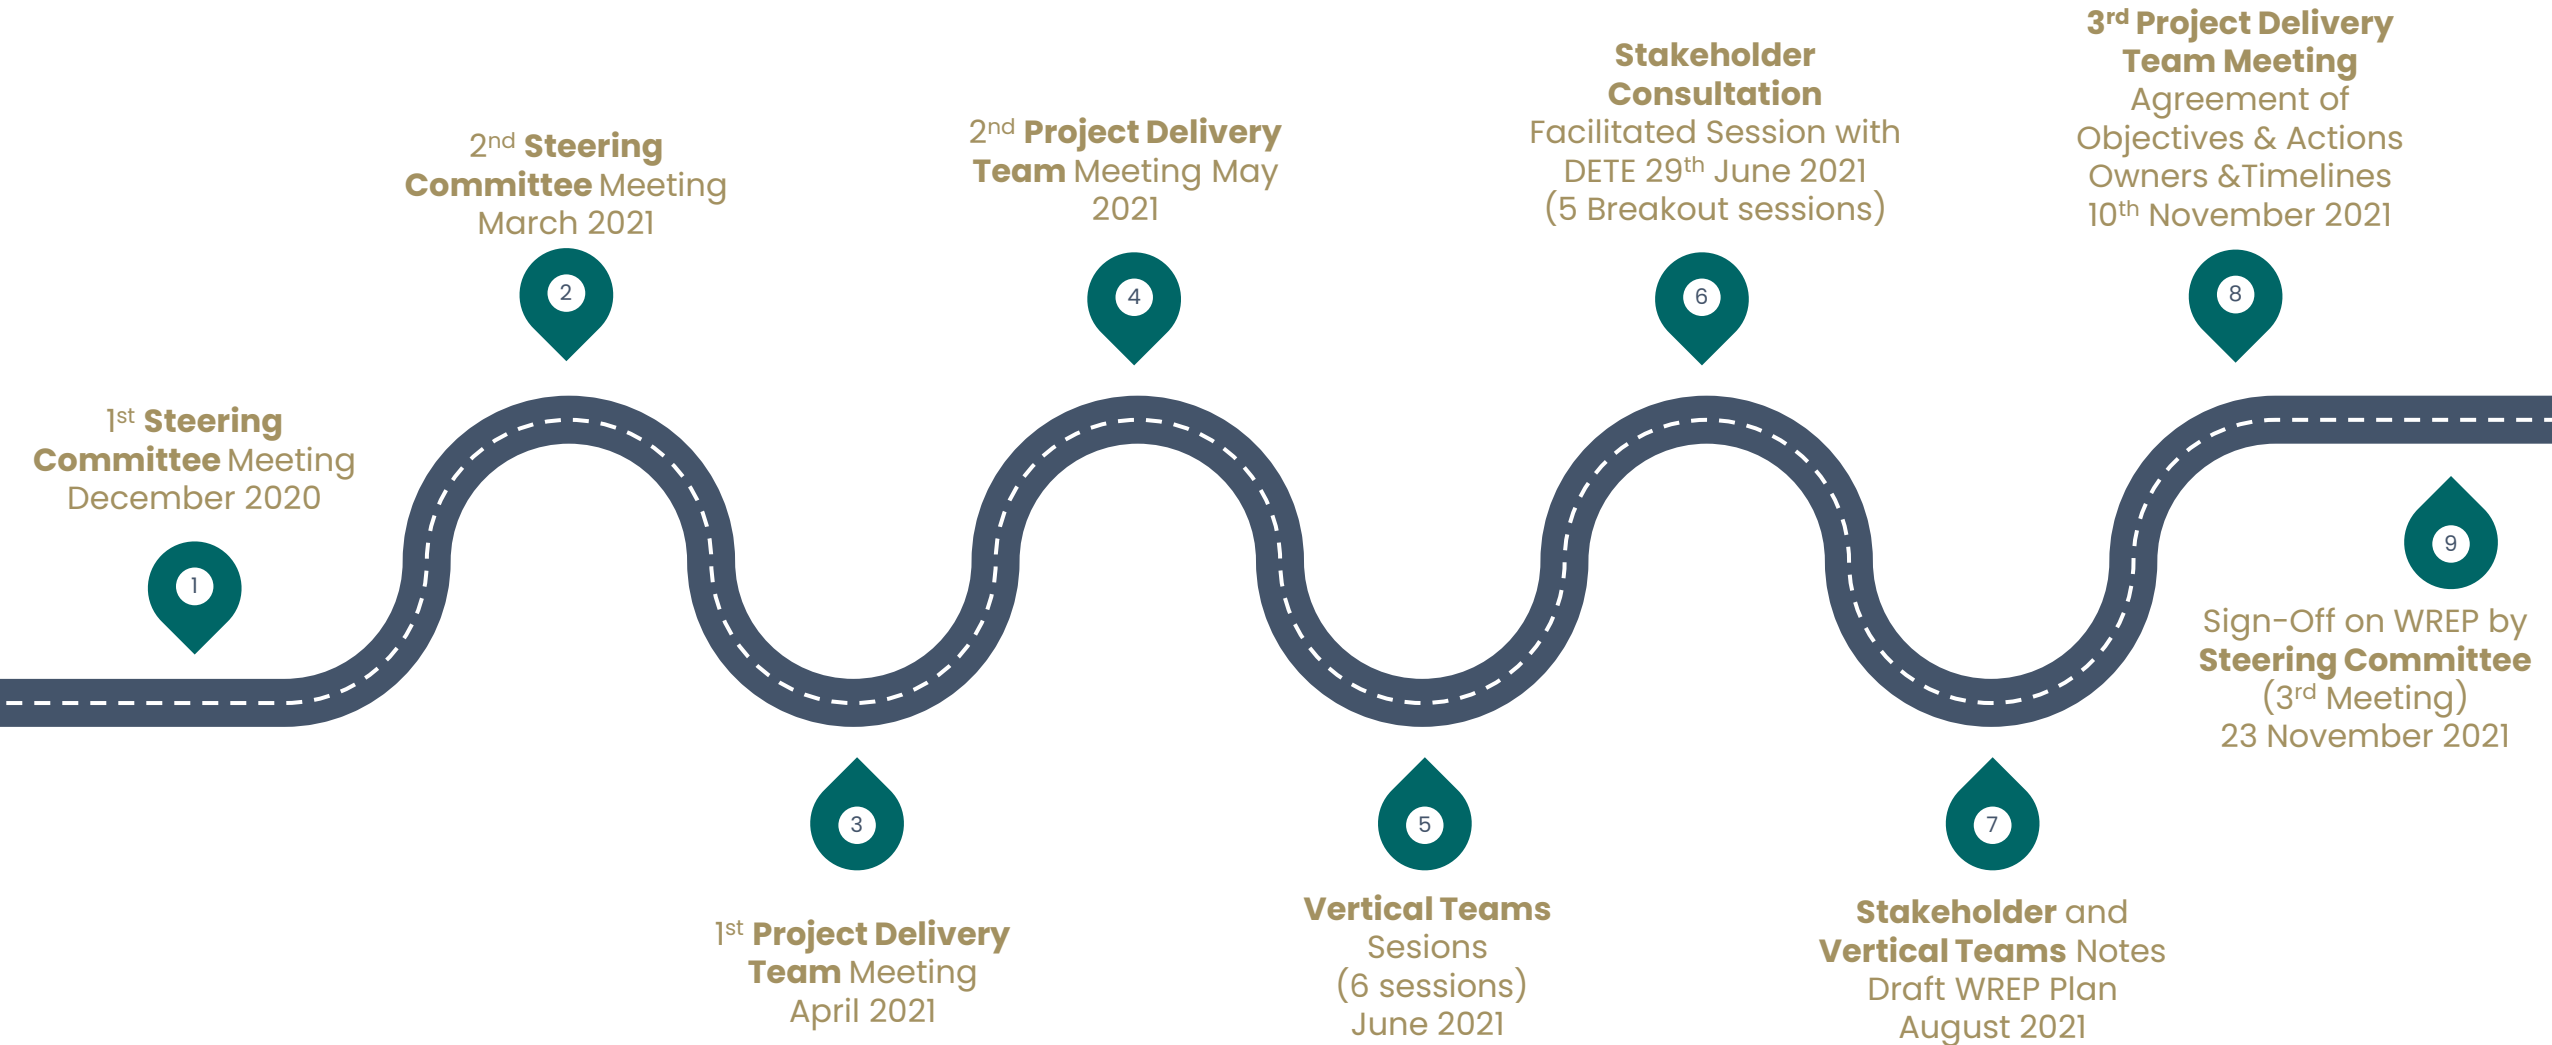 1st Steering
Committee Meeting
December 2020
1
2nd Steering
Committee Meeting
March 2021
2
3
1st Project Delivery
Team Meeting
April 2021
2nd Project Delivery
Team Meeting May
2021
4
5
Vertical Teams
Sesions
(6 sessions)
June 2021
Stakeholder
Consultation
Facilitated Session with
DETE 29th June 2021
(5 Breakout sessions)
6
7
Stakeholder and
Vertical Teams Notes
Draft WREP Plan
August 2021
3rd Project Delivery
Team Meeting
Agreement of
Objectives & Actions
Owners &Timelines
10th November 2021
8
9
Sign-Off on WREP by
Steering Committee
(3rd Meeting)
23 November 2021